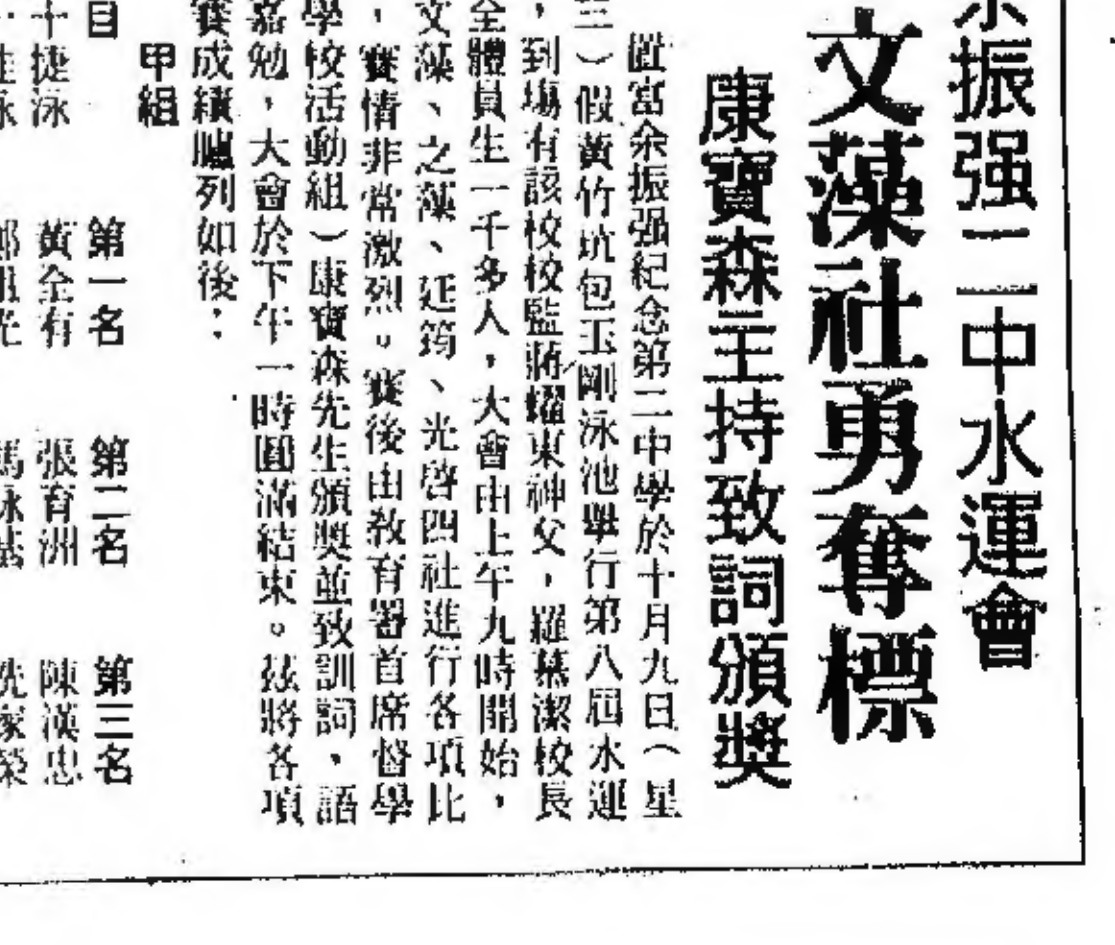 余振强二中水運會
文藻社勇奪標
康寶森主持致詞頒獎
置富余振强紀念第二中學於十月九日（星
三）假黃竹坑包玉剛泳池舉行第八屆水運
，到塲有該校校監蔣耀東神父，羅慕潔校長
全體員生一千多人，大會由上午九時開始，
文藻、之藻、廷筠、光啓四社進行各項比
，賽情非常激烈。賽後由教育署首席督學
學校活動組）康寶森先生頒獎並致訓詞，語
嘉勉，大會於下午一時圓滿結束。茲將各項
賽成績臚列如後：
甲組
目 第一名 第二名 第三名
十捷泳 黃全有 張育洲 陳漢忠